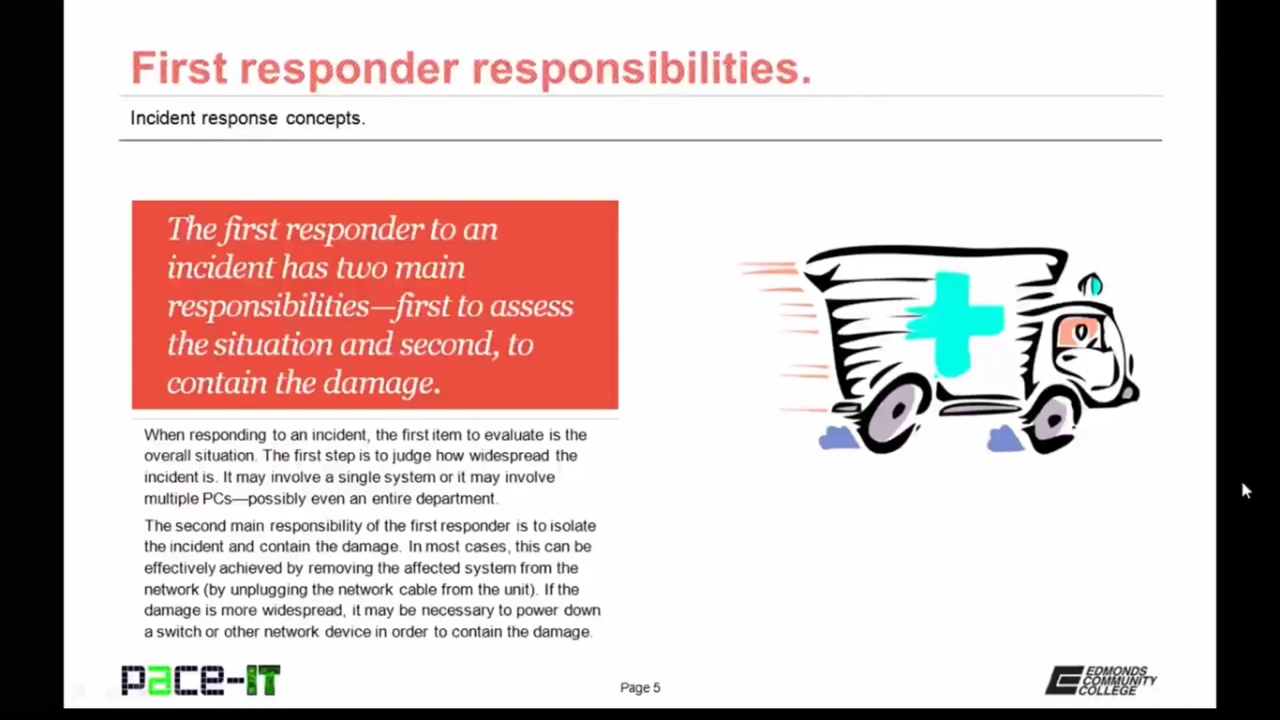 First responder responsibilities.
Incident response concepts.
The first responder to an
incident has two main
responsibilities—first to assess
the situation and second, to
contain the damage.
When responding to an incident, the first item to evaluate is the
overall situation. The first step is to judge how widespread the
incident is. It may involve a single system or it may involve
multiple PCs—possibly even an entire department.
The second main responsibility of the first responder is to isolate
the incident and contain the damage. In most cases, this can be
effectively achieved by removing the affected system from the
network (by unplugging the network cable from the unit). If the
damage is more widespread, it may be necessary to power down
a switch or other network device in order to contain the damage.
pace-IT
Page 5
EDMONDS
COMMUNITY
COLLEGE